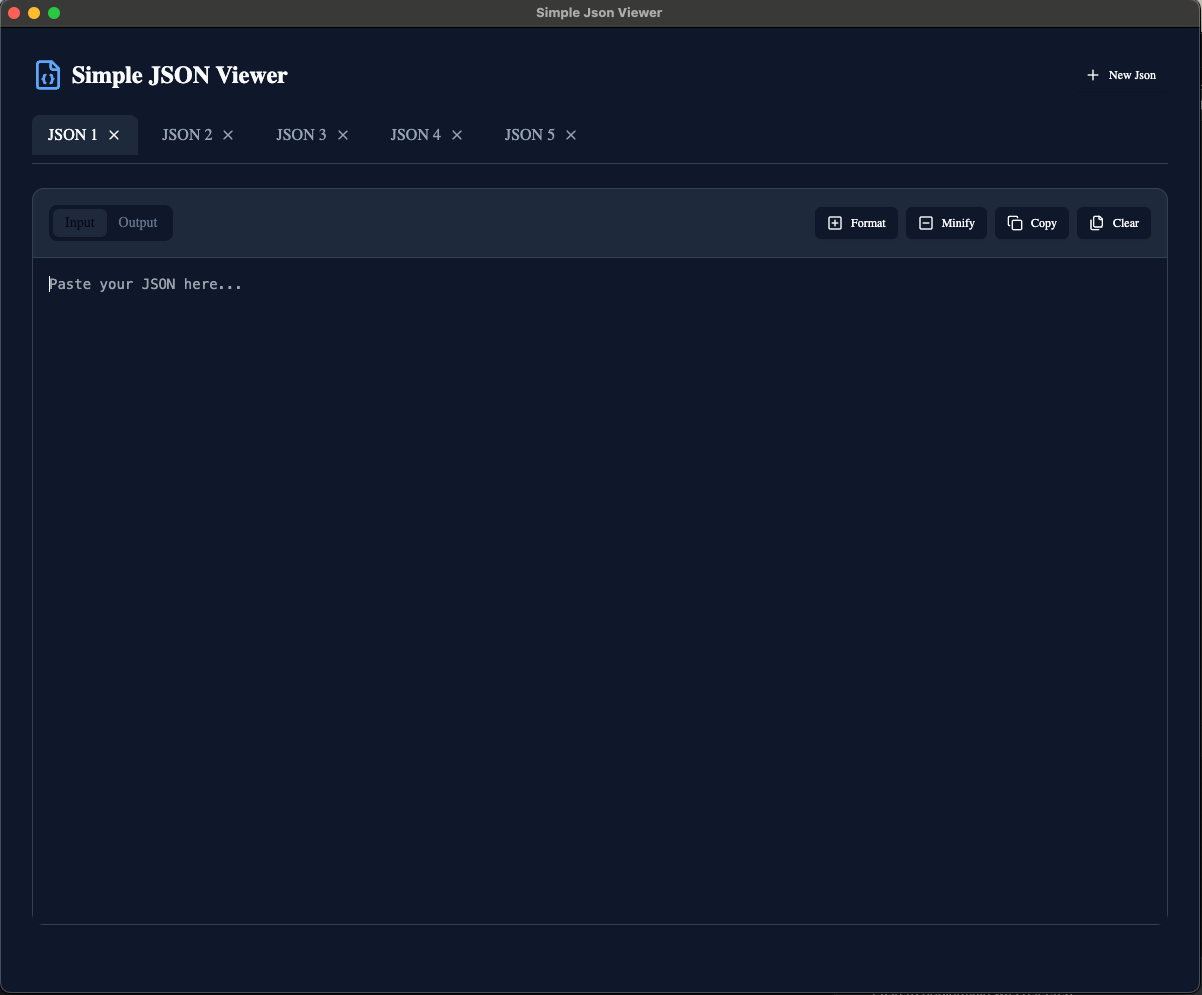 Simple Json Viewer
Simple JSON Viewer
New Json
JSON 1
JSON 2
JSON 3
JSON 4
JSON 5
Input
Output
Format
Minify
Copy
Clear
Paste your JSON here...